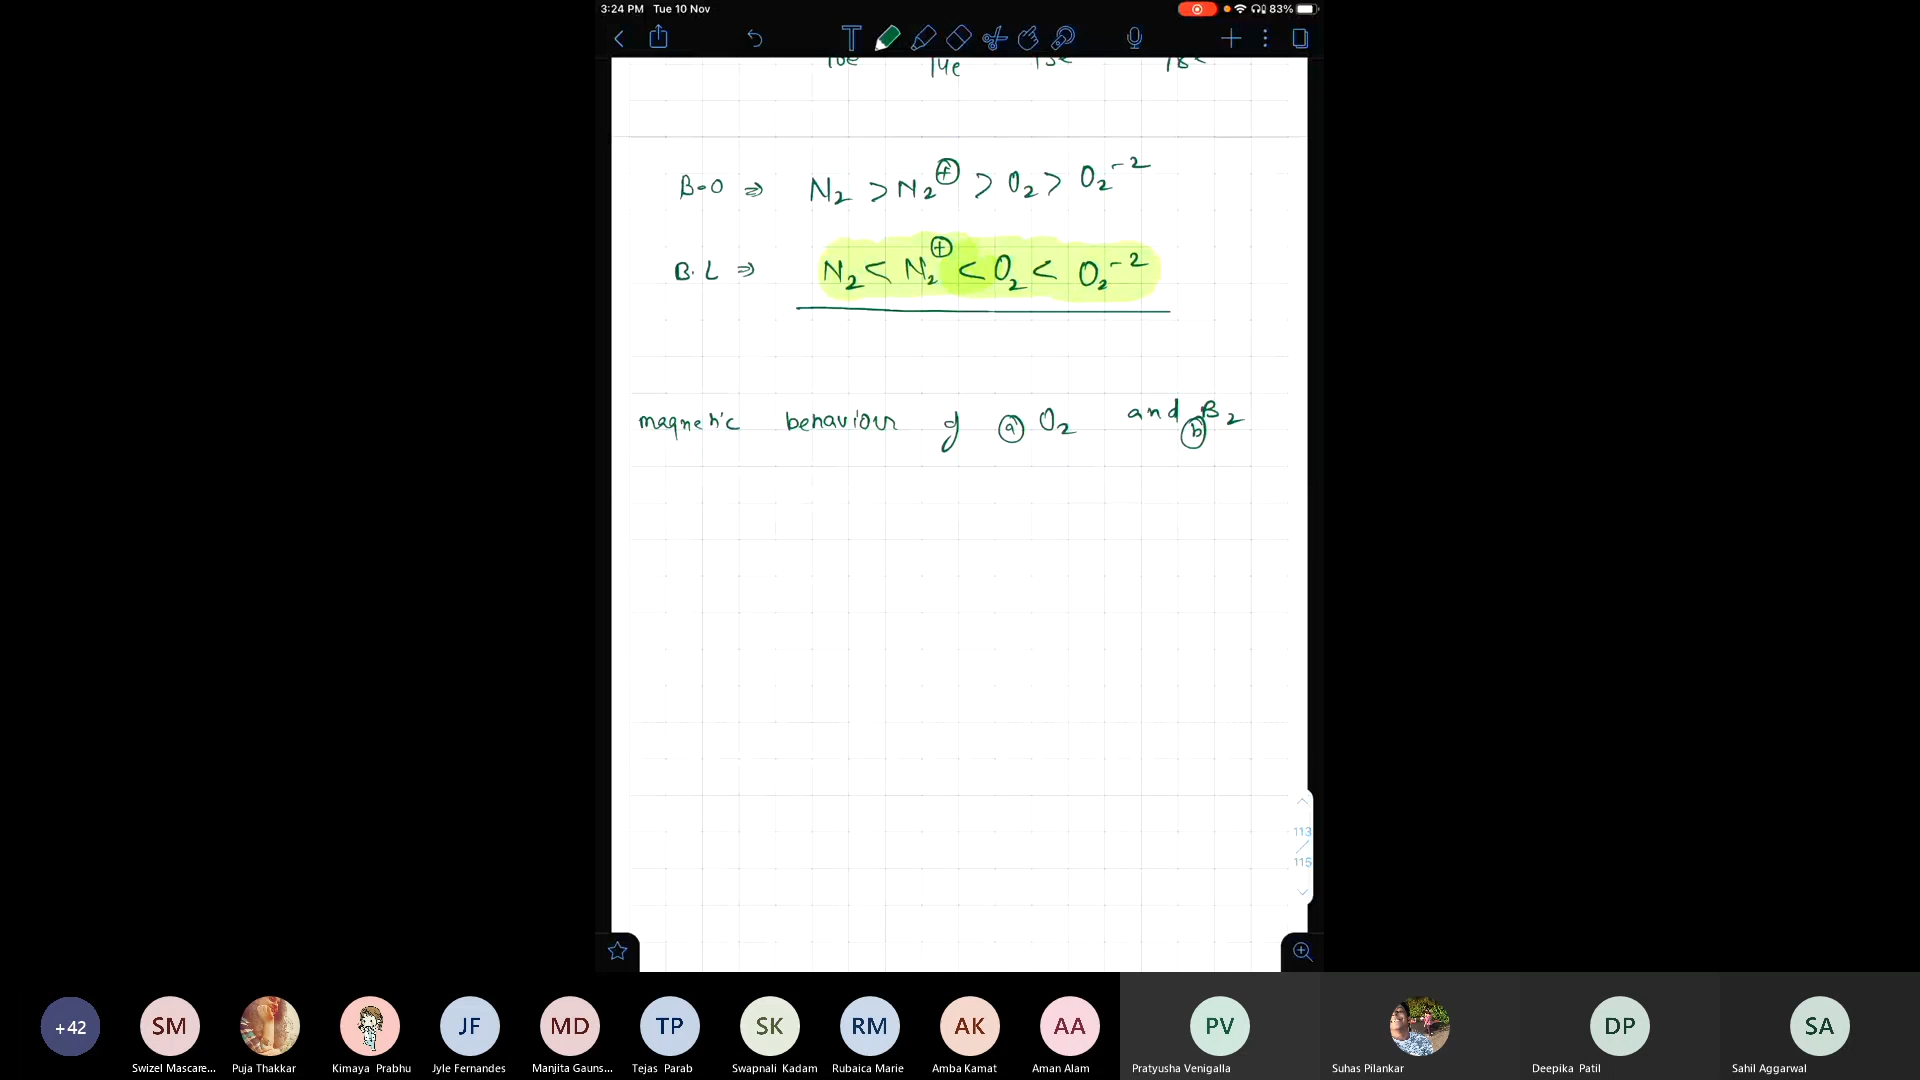 3:24 PM Tue 10 Nov 83%
T
14e
B·O ⇒ N₂ > N₂⊕ > O₂ > O₂⁻²
B.L ⇒ N₂ < N₂⊕ < O₂ < O₂⁻²
magnetic behaviour of ⓐ O₂ and ⓑ B₂
113
115
+42 SM JF MD TP SK RM AK AA PV DP SA
Swizel Mascare... Puja Thakkar Kimaya Prabhu Jyle Fernandes Manjita Gauns... Tejas Parab Swapnali Kadam Rubaica Marie Amba Kamat Aman Alam Pratyusha Venigalla Suhas Pilankar Deepika Patil Sahil Aggarwal